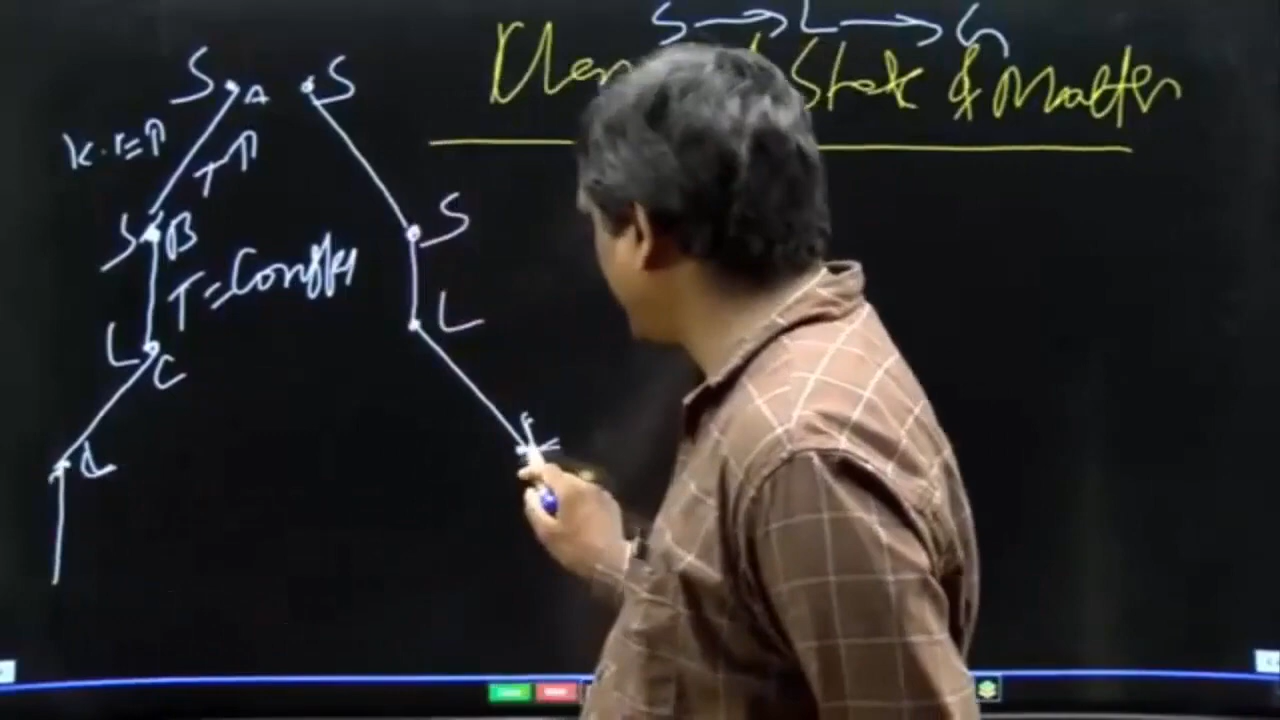 S → L → G
State & Matter
S A
S
K.E=↑
T↑
S B
S
T=Const
L
L C
L